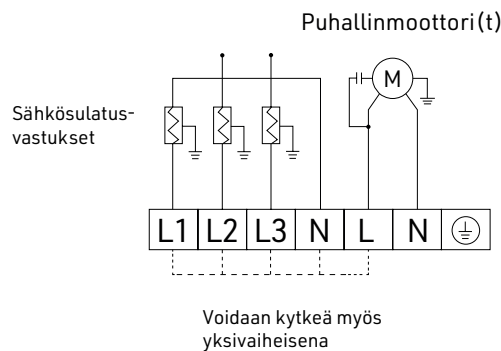 Puhallinmoottori(t)
M
Sähkösulatus-
vastukset
L1 L2 L3 N L N
Voidaan kytkeä myös
yksivaiheisena